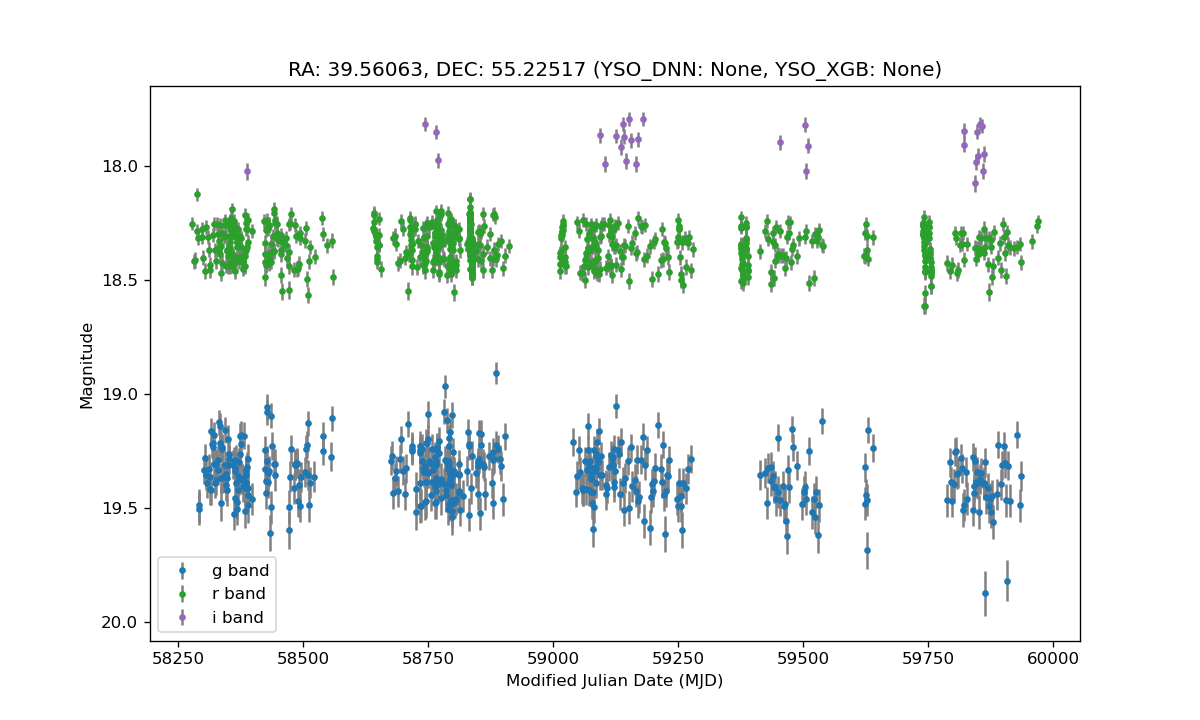 RA: 39.56063, DEC: 55.22517 (YSO_DNN: None, YSO_XGB: None)
Magnitude
18.0
18.5
19.0
19.5
20.0
g band
r band
i band
58250 58500 58750 59000 59250 59500 59750 60000
Modified Julian Date (MJD)